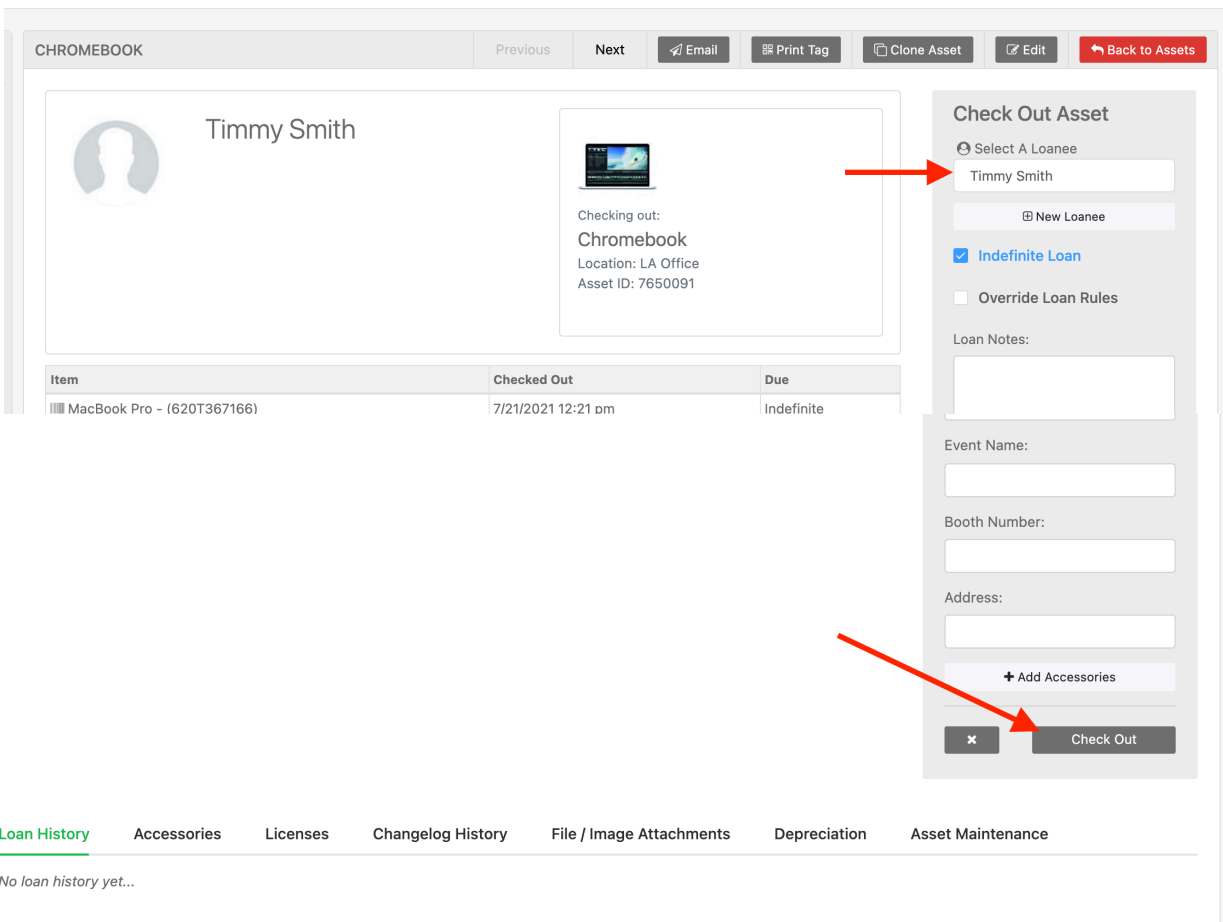 CHROMEBOOK Previous Next Email Print Tag Clone Asset Edit Back to Assets
Timmy Smith
Checking out:
Chromebook
Location: LA Office
Asset ID: 7650091
Item Checked Out Due
MacBook Pro - (620T367166) 7/21/2021 12:21 pm Indefinite
Check Out Asset
Select A Loanee
Timmy Smith
New Loanee
Indefinite Loan
Override Loan Rules
Loan Notes:
Event Name:
Booth Number:
Address:
Add Accessories
Check Out
Loan History Accessories Licenses Changelog History File / Image Attachments Depreciation Asset Maintenance
No loan history yet...